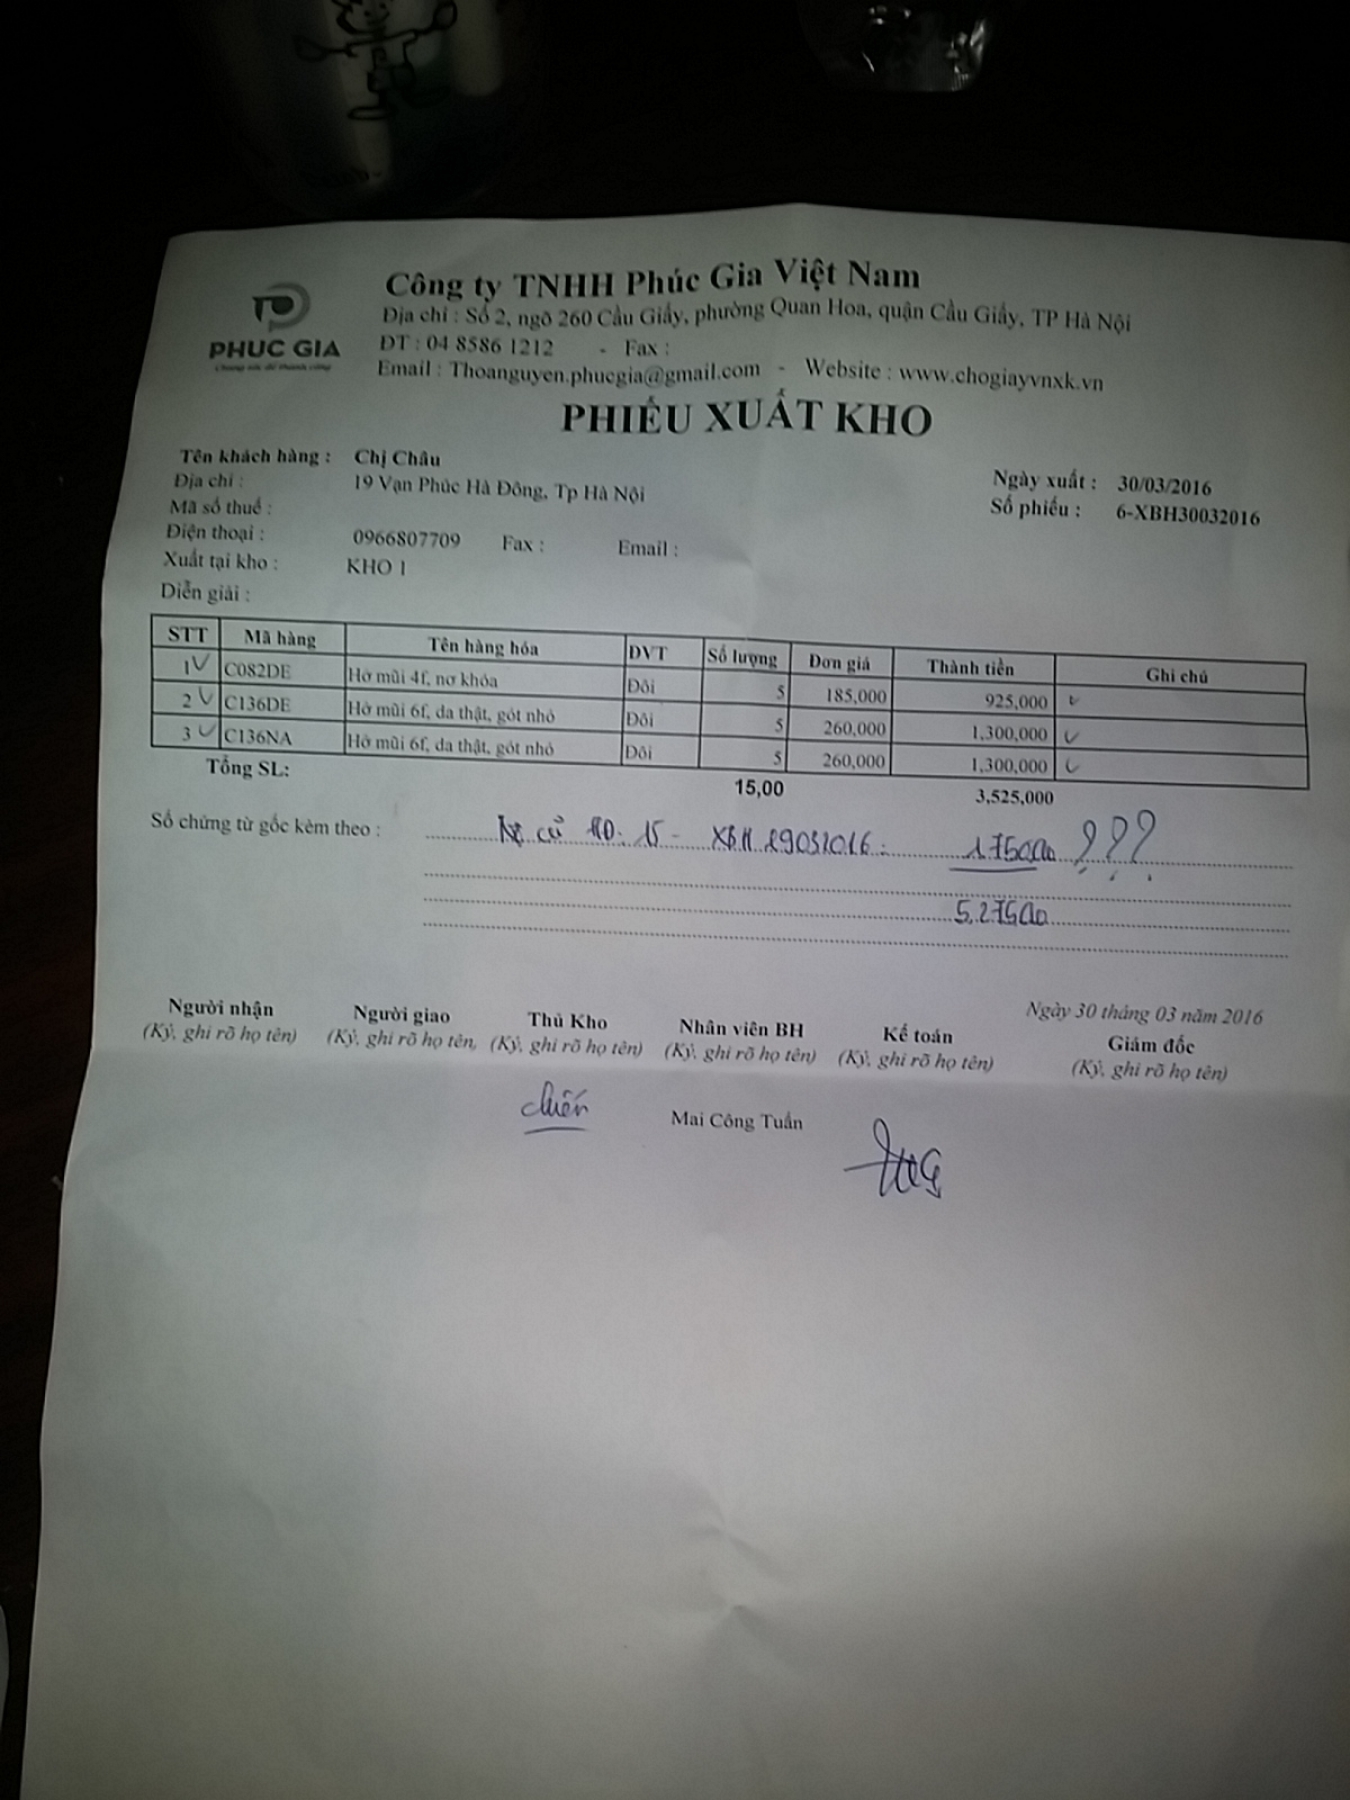 Công ty TNHH Phúc Gia Việt Nam
Địa chỉ : Số 2, ngõ 260 Cầu Giấy, phường Quan Hoa, quận Cầu Giấy, TP Hà Nội
PHUC GIA
ĐT : 04 8586 1212 - Fax :
Email : Thoanguyen.phucgia@gmail.com - Website : www.chogiayvnxk.vn
PHIẾU XUẤT KHO
Tên khách hàng : Chị Châu
Ngày xuất : 30/03/2016
Địa chỉ : 19 Vạn Phúc Hà Đông, Tp Hà Nội
Số phiếu : 6-XBH30032016
Mã số thuế :
Điện thoại : 0966807709 Fax : Email :
Xuất tại kho : KHO 1
Diễn giải :
STT Mã hàng Tên hàng hóa ĐVT Số lượng Đơn giá Thành tiền Ghi chú
1 C082DE Hở mũi 4f, nơ khóa Đôi 5 185,000 925,000
2 C136DE Hở mũi 6f, da thật, gót nhỏ Đôi 5 260,000 1,300,000
3 C136NA Hở mũi 6f, da thật, gót nhỏ Đôi 5 260,000 1,300,000
Tổng SL: 15,00 3,525,000
Số chứng từ gốc kèm theo : cũ HD: 15 - XBH 29032016: ???
Ngày 30 tháng 03 năm 2016
Người nhận Người giao Thủ Kho Nhân viên BH Kế toán Giám đốc
(Ký, ghi rõ họ tên) (Ký, ghi rõ họ tên, (Ký, ghi rõ họ tên) (Ký, ghi rõ họ tên) (Ký, ghi rõ họ tên) (Ký, ghi rõ họ tên)
Mai Công Tuấn